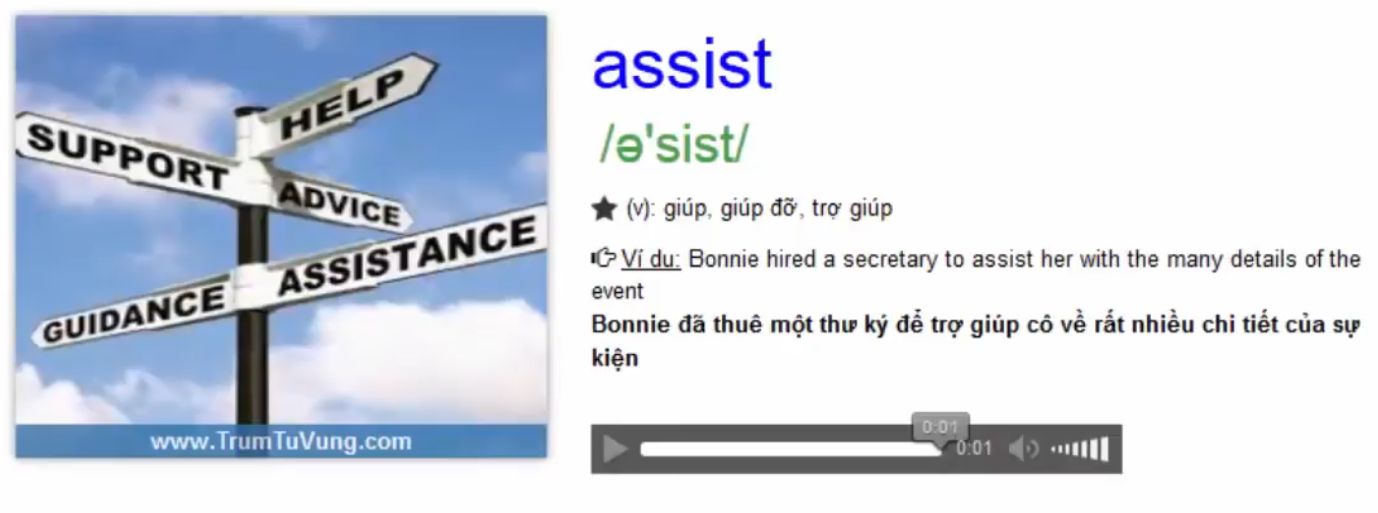 HELP
SUPPORT
ADVICE
ASSISTANCE
GUIDANCE
www.TrumTuVung.com
assist
/ə'sist/
(v): giúp, giúp đỡ, trợ giúp
Ví du: Bonnie hired a secretary to assist her with the many details of the
event
Bonnie đã thuê một thư ký để trợ giúp cô về rất nhiều chi tiết của sự
kiện
0:01
0:01